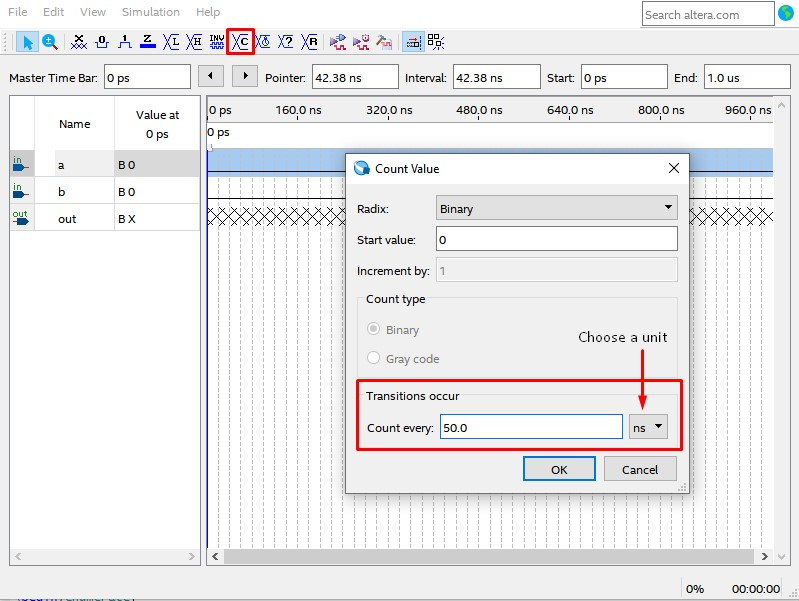 File Edit View Simulation Help
Search altera.com
0 1 Z L H INV C ? R
Master Time Bar: 0 ps Pointer: 42.38 ns Interval: 42.38 ns Start: 0 ps End: 1.0 us
Name Value at 0 ps
0 ps 160.0 ns 320.0 ns 480.0 ns 640.0 ns 800.0 ns 960.0 ns
0 ps
in a B 0
in b B 0
out out B X
Count Value
Radix: Binary
Start value: 0
Increment by: 1
Count type
Binary
Gray code
Choose a unit
Transitions occur
Count every: 50.0 ns
OK Cancel
0% 00:00:00